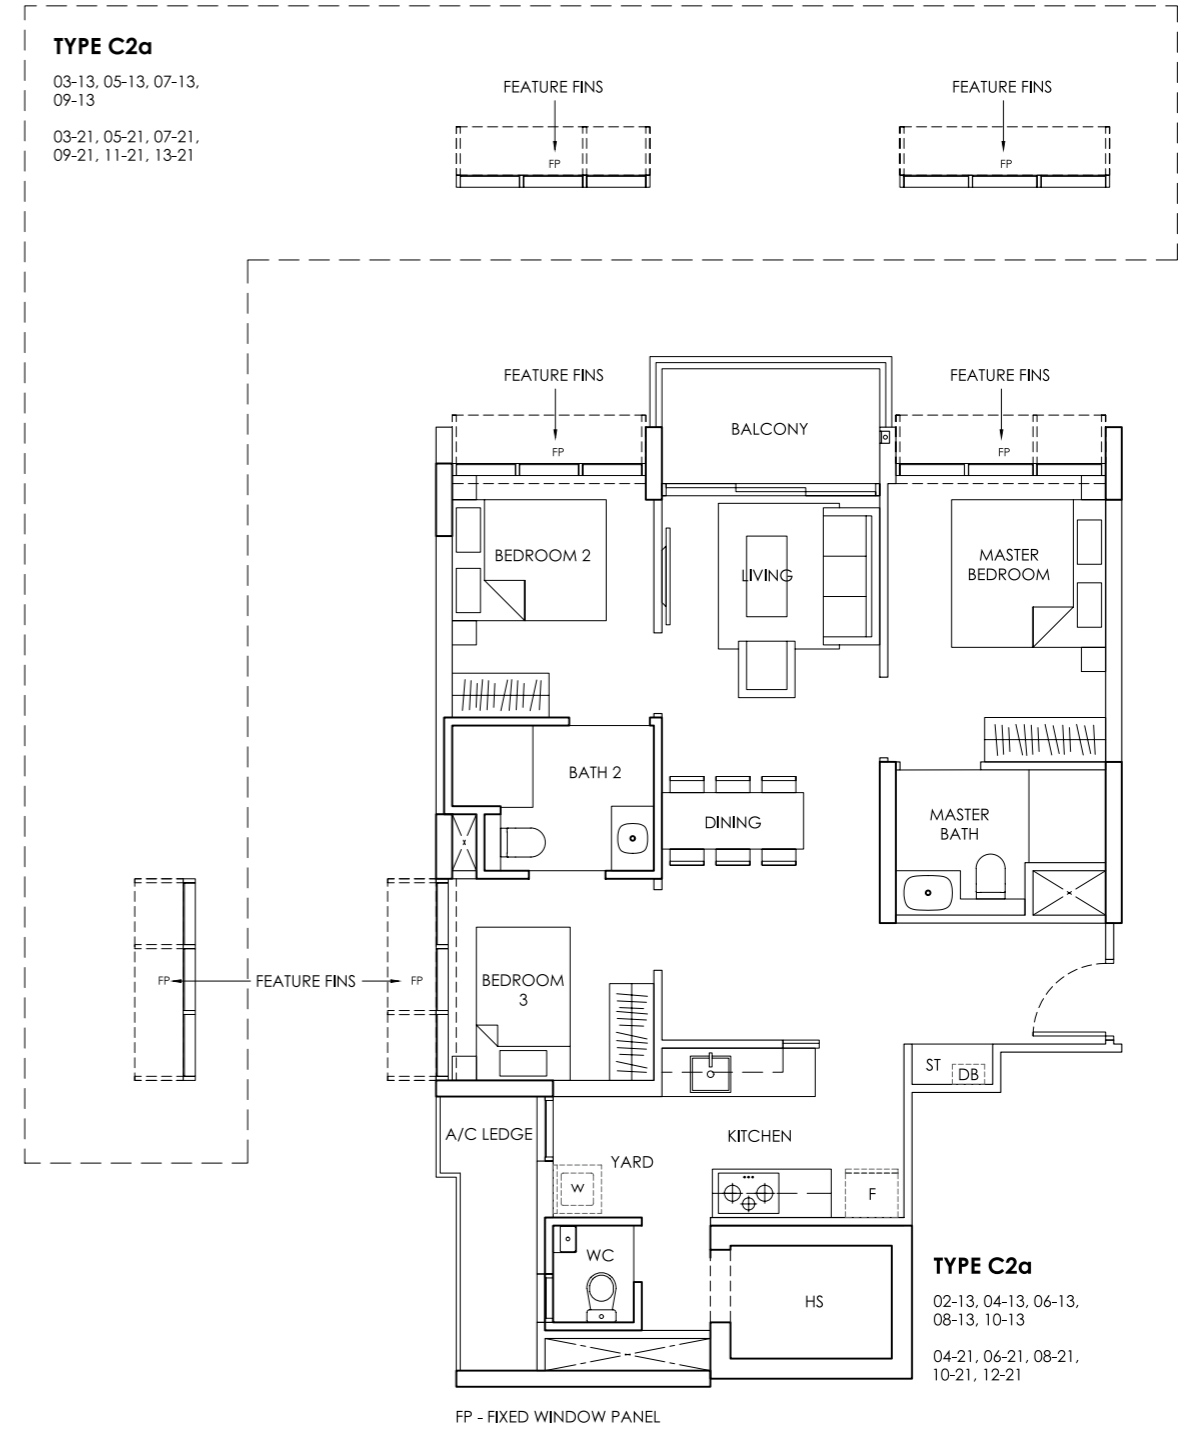 TYPE C2a
03-13, 05-13, 07-13,
09-13
03-21, 05-21, 07-21,
09-21, 11-21, 13-21
FEATURE FINS
FEATURE FINS
FP
FP
FEATURE FINS
FEATURE FINS
BALCONY
FP
FP
BEDROOM 2
LIVING
MASTER
BEDROOM
BATH 2
DINING
MASTER
BATH
FP
FEATURE FINS
FP
BEDROOM
3
ST
DB
A/C LEDGE
YARD
KITCHEN
W
F
WC
HS
TYPE C2a
02-13, 04-13, 06-13,
08-13, 10-13
04-21, 06-21, 08-21,
10-21, 12-21
FP - FIXED WINDOW PANEL